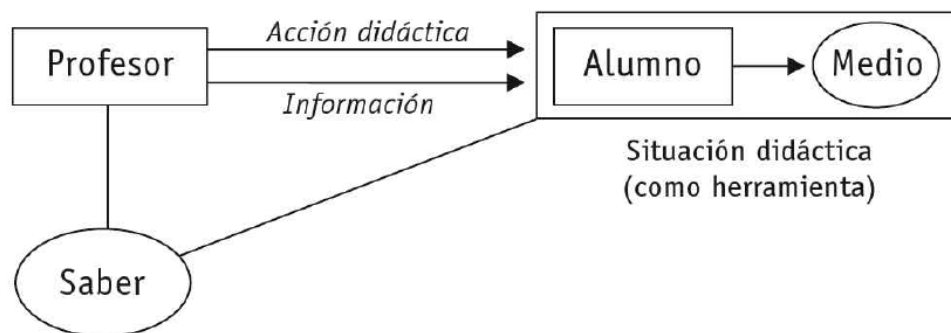 Acción didáctica
Profesor
Alumno
Medio
Información
Situación didáctica
(como herramienta)
Saber